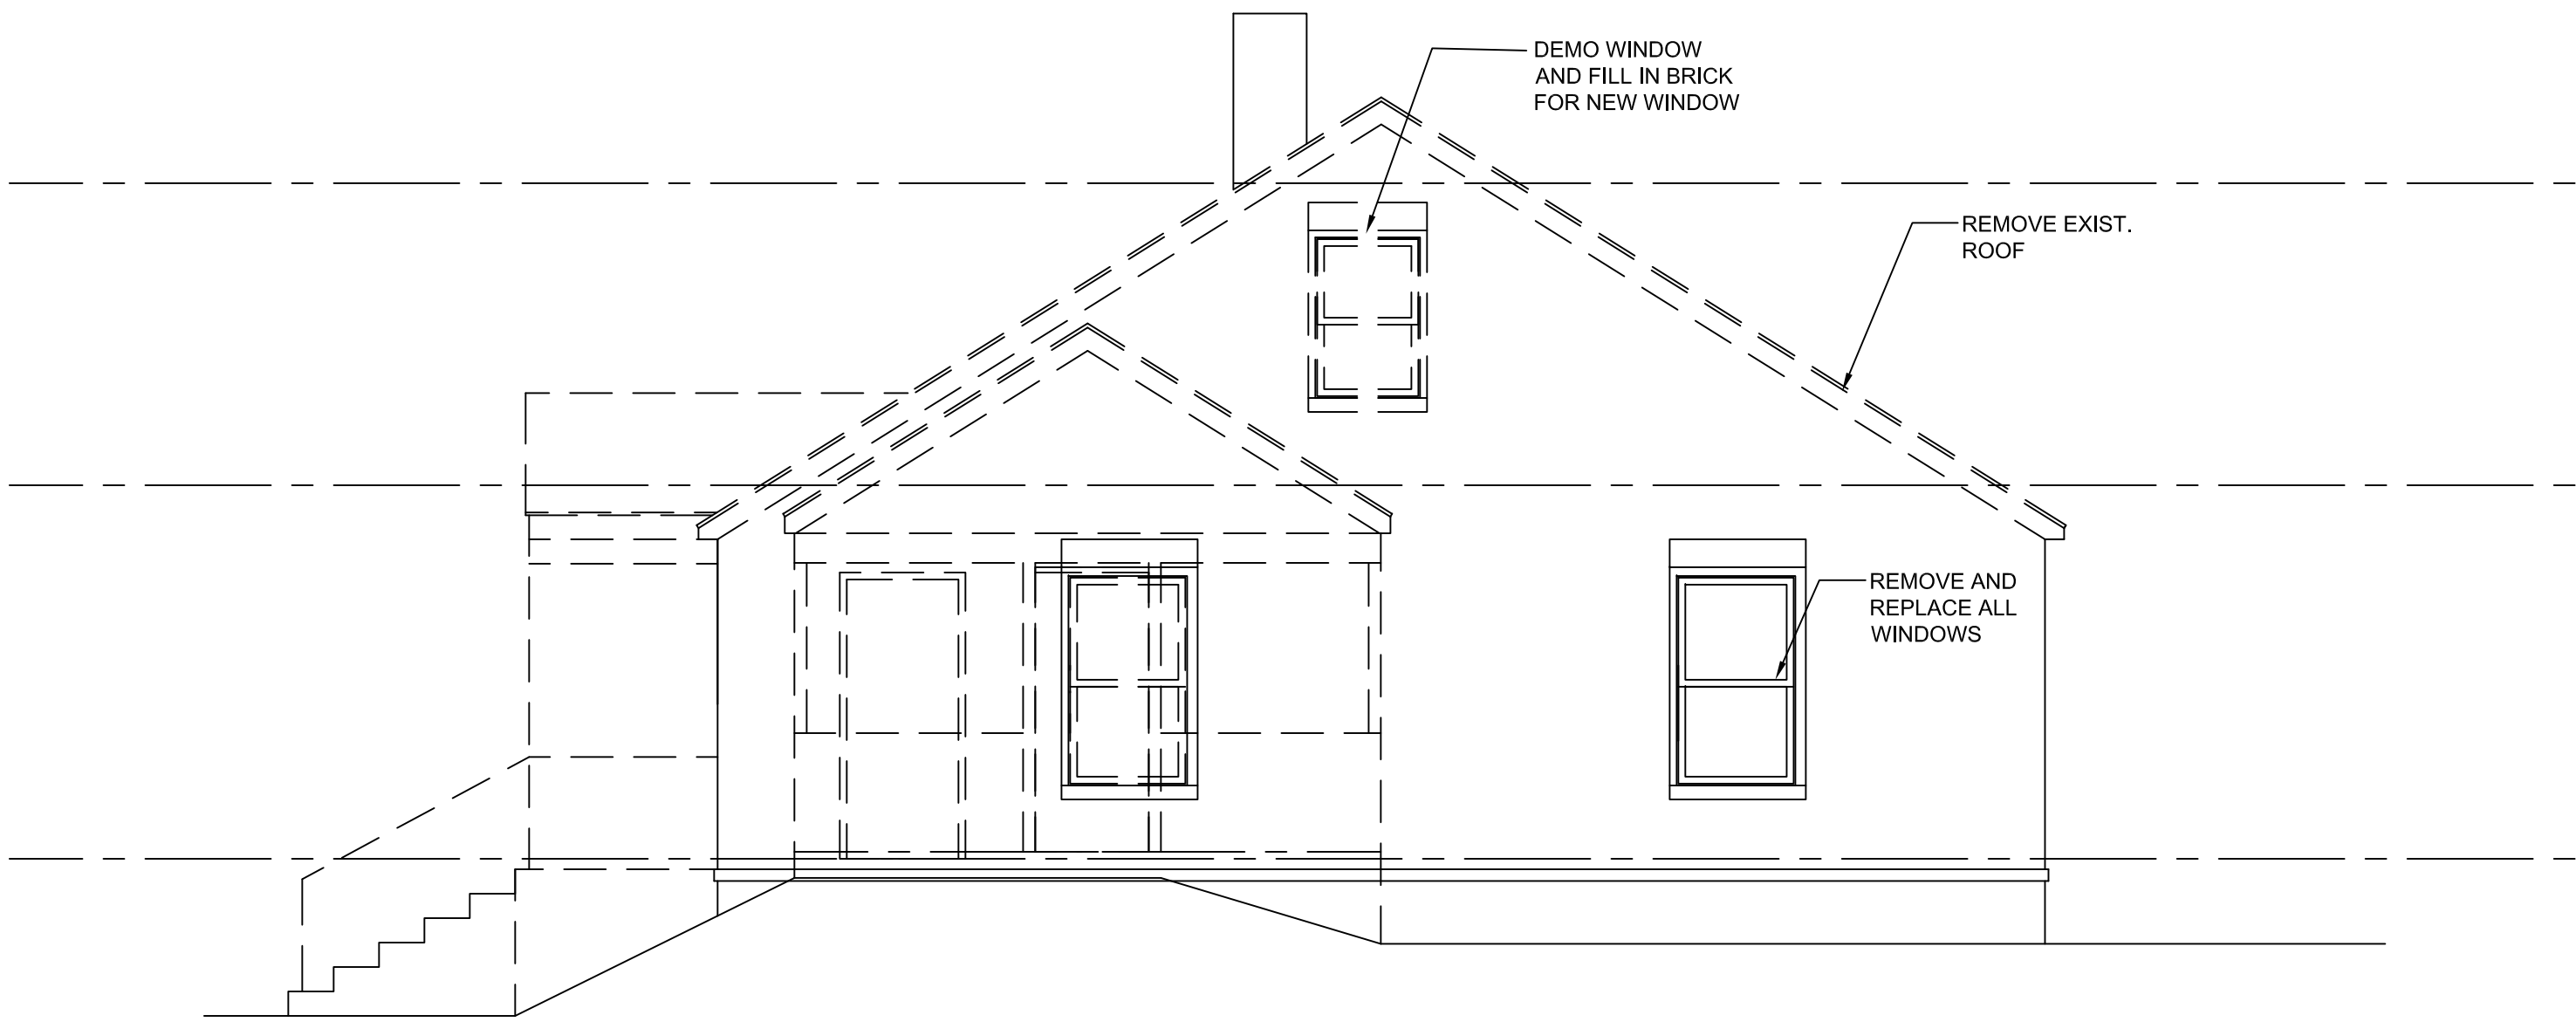 DEMO WINDOW
AND FILL IN BRICK
FOR NEW WINDOW
REMOVE EXIST.
ROOF
REMOVE AND
REPLACE ALL
WINDOWS